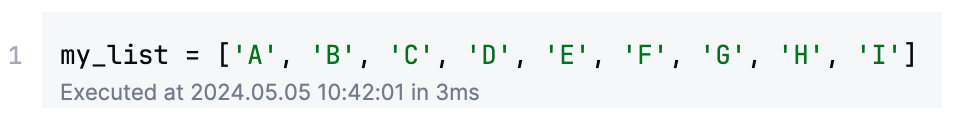 1 my_list = ['A', 'B', 'C', 'D', 'E', 'F', 'G', 'H', 'I']
Executed at 2024.05.05 10:42:01 in 3ms